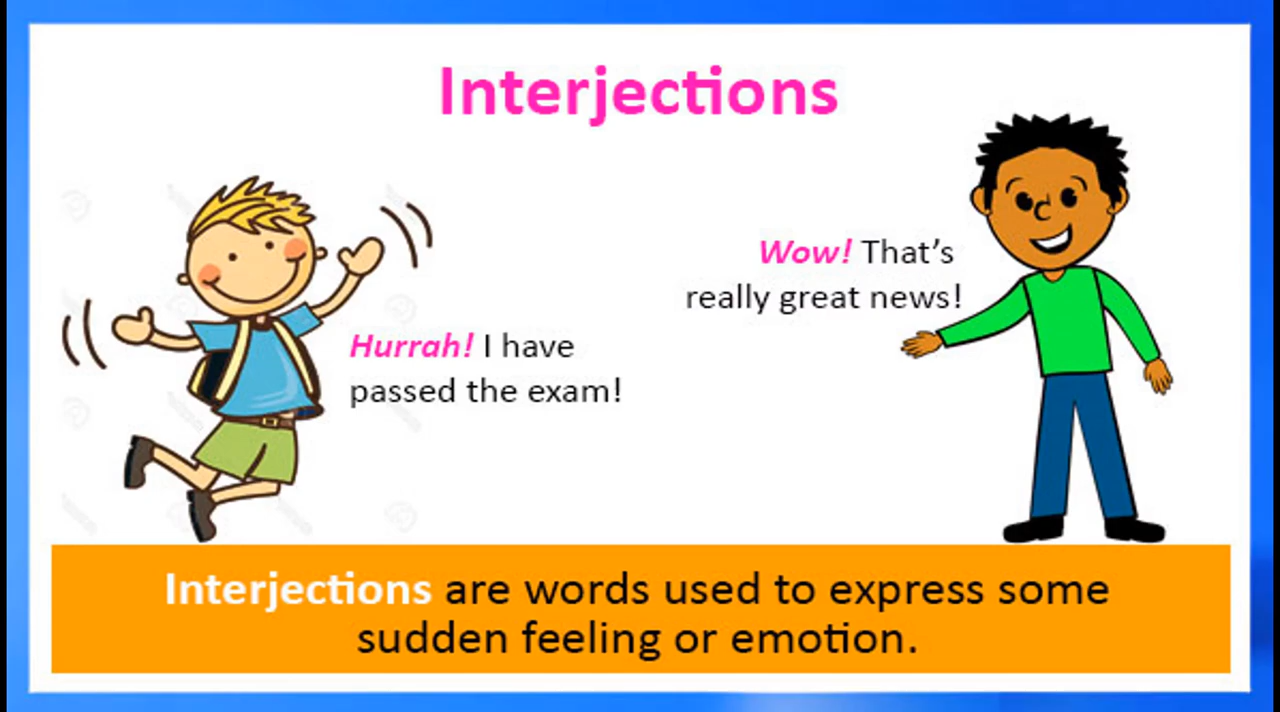 Interjections
Wow! That's
really great news!
Hurrah! I have
passed the exam!
Interjections are words used to express some
sudden feeling or emotion.